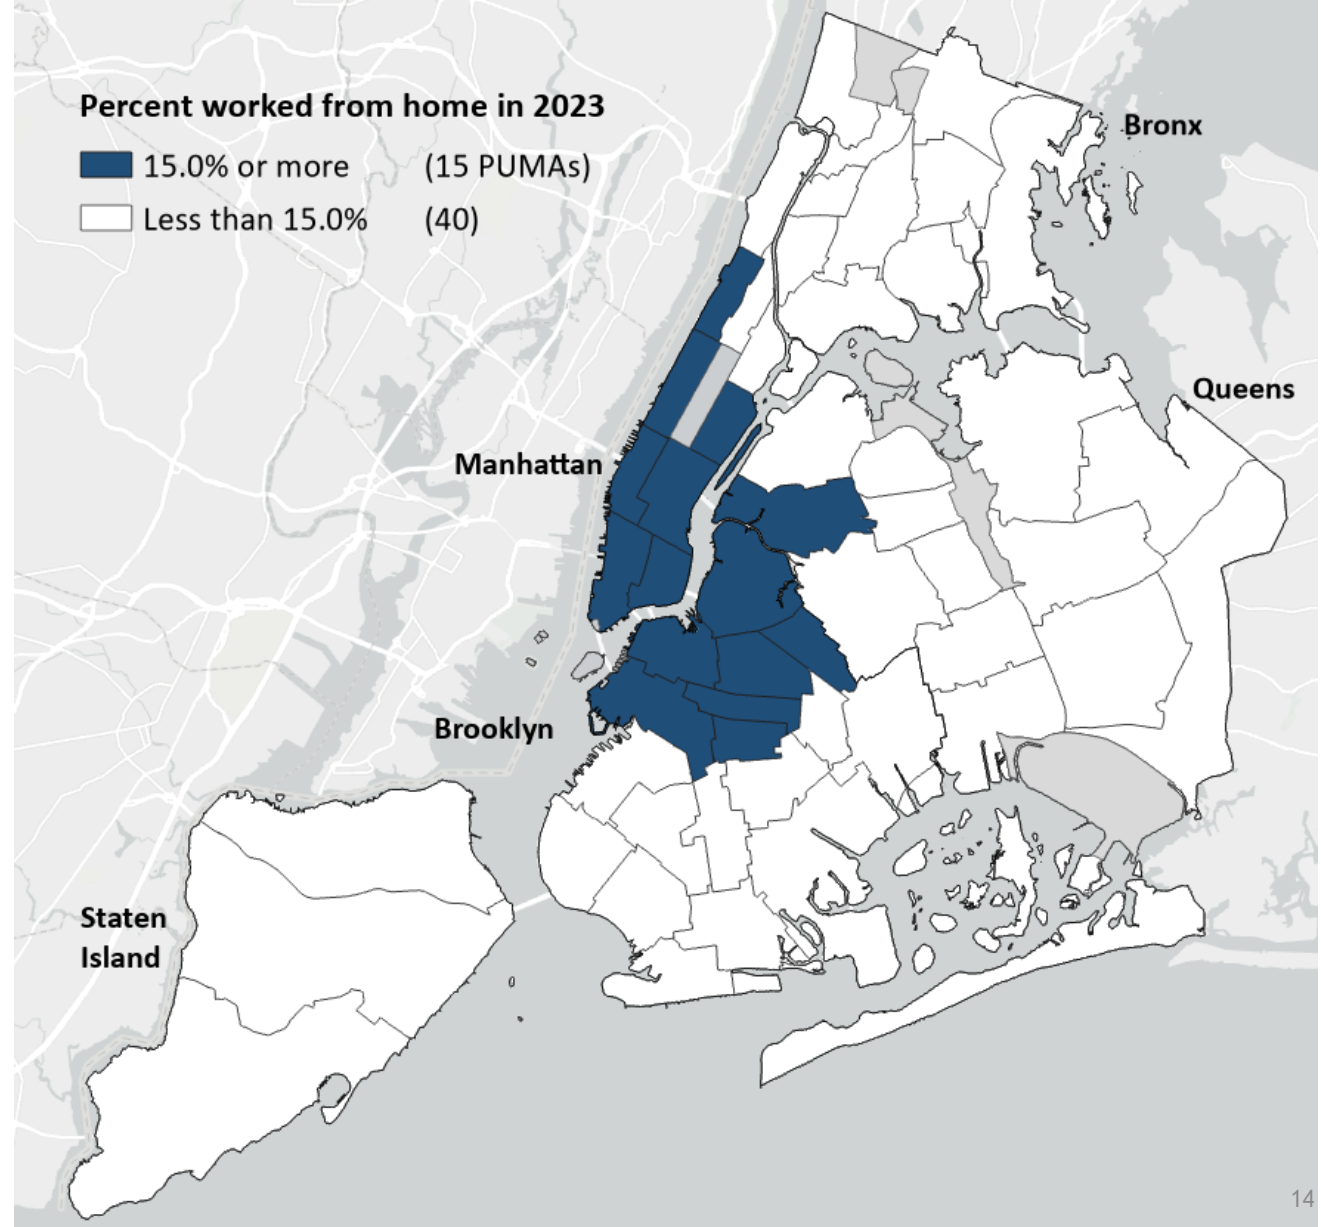 Percent worked from home in 2023
15.0% or more (15 PUMAs)
Less than 15.0% (40)
Bronx
Queens
Manhattan
Brooklyn
Staten
Island
14